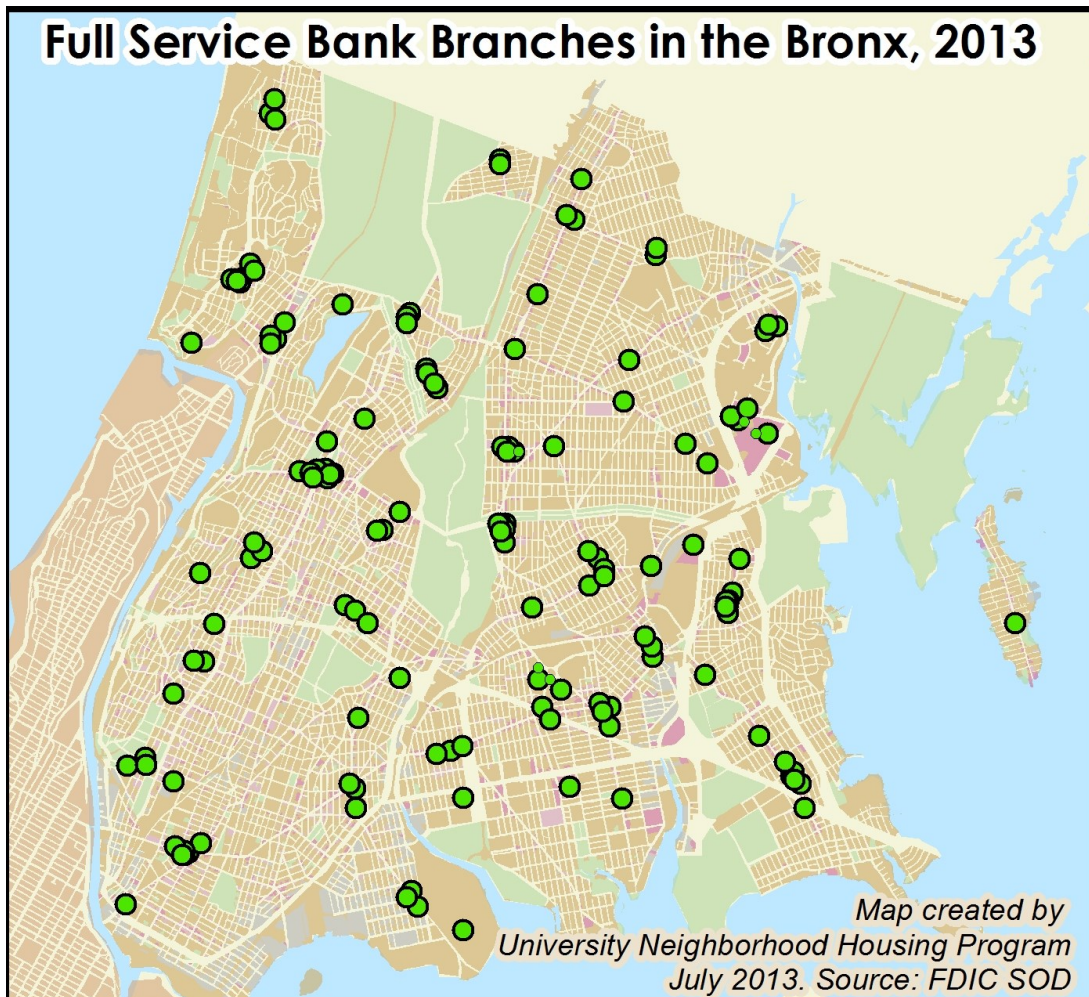 Full Service Bank Branches in the Bronx, 2013
Map created by
University Neighborhood Housing Program
July 2013. Source: FDIC SOD